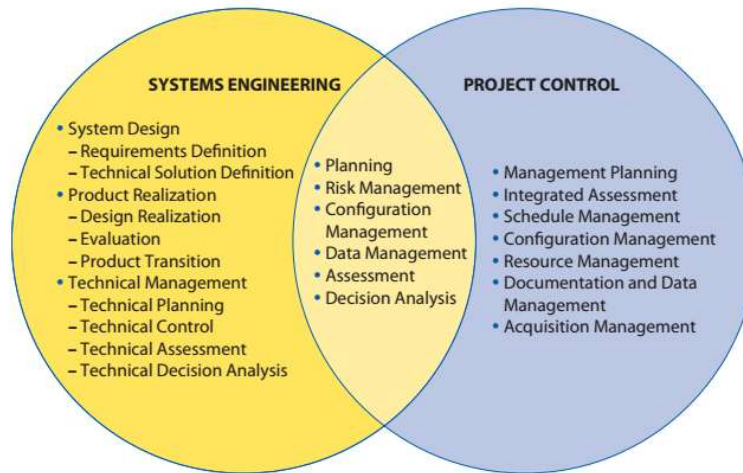 SYSTEMS ENGINEERING
• System Design
– Requirements Definition
– Technical Solution Definition
• Product Realization
– Design Realization
– Evaluation
– Product Transition
• Technical Management
– Technical Planning
– Technical Control
– Technical Assessment
– Technical Decision Analysis
• Planning
• Risk Management
• Configuration
Management
• Data Management
• Assessment
• Decision Analysis
PROJECT CONTROL
• Management Planning
• Integrated Assessment
• Schedule Management
• Configuration Management
• Resource Management
• Documentation and Data
Management
• Acquisition Management